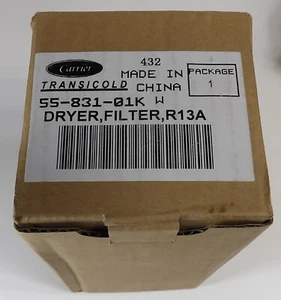 Carrier
TRANSICOLD
432
MADE IN
CHINA
PACKAGE
1
55-831-01K W
DRYER,FILTER,R13A